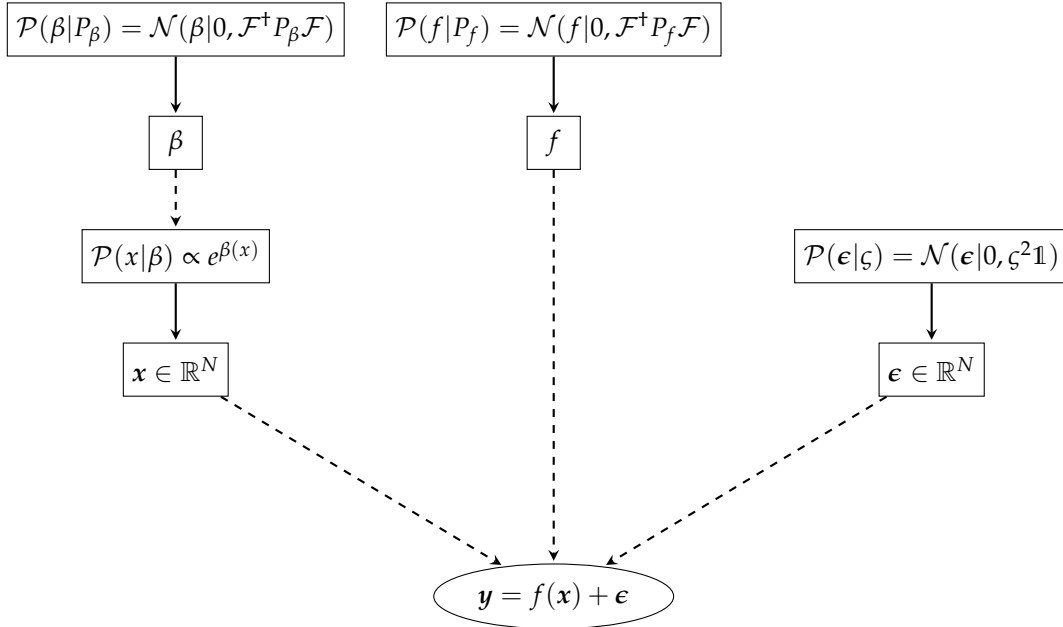 𝒫(β|P_β) = 𝒩(β|0, ℱ†P_βℱ)
𝒫(f|P_f) = 𝒩(f|0, ℱ†P_fℱ)
β
f
𝒫(x|β) ∝ e^{β(x)}
𝒫(𝝐|ς) = 𝒩(𝝐|0, ς²𝟙)
𝒙 ∈ ℝ^N
𝝐 ∈ ℝ^N
𝒚 = f(𝒙) + 𝝐